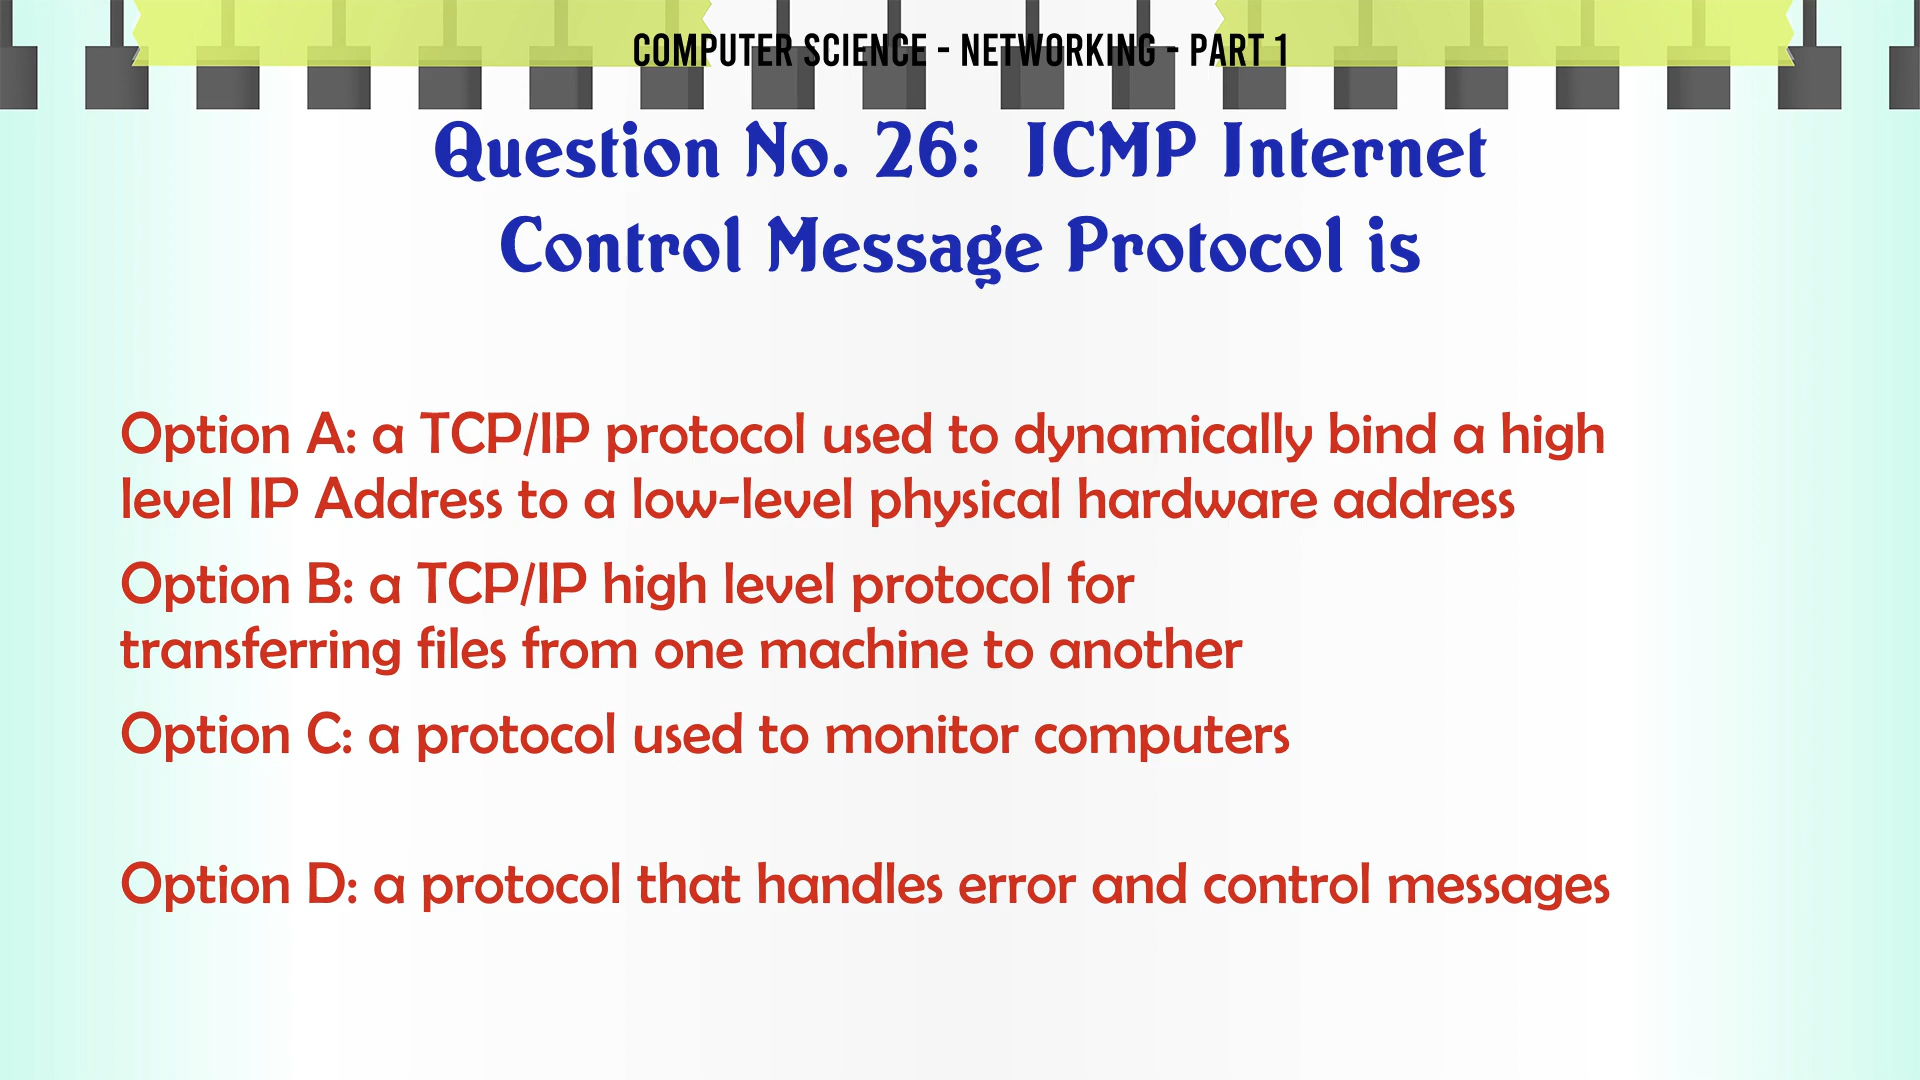 COMPUTER SCIENCE - NETWORKING - PART 1
Question No. 26: ICMP Internet
Control Message Protocol is
Option A: a TCP/IP protocol used to dynamically bind a high
level IP Address to a low-level physical hardware address
Option B: a TCP/IP high level protocol for
transferring files from one machine to another
Option C: a protocol used to monitor computers
Option D: a protocol that handles error and control messages